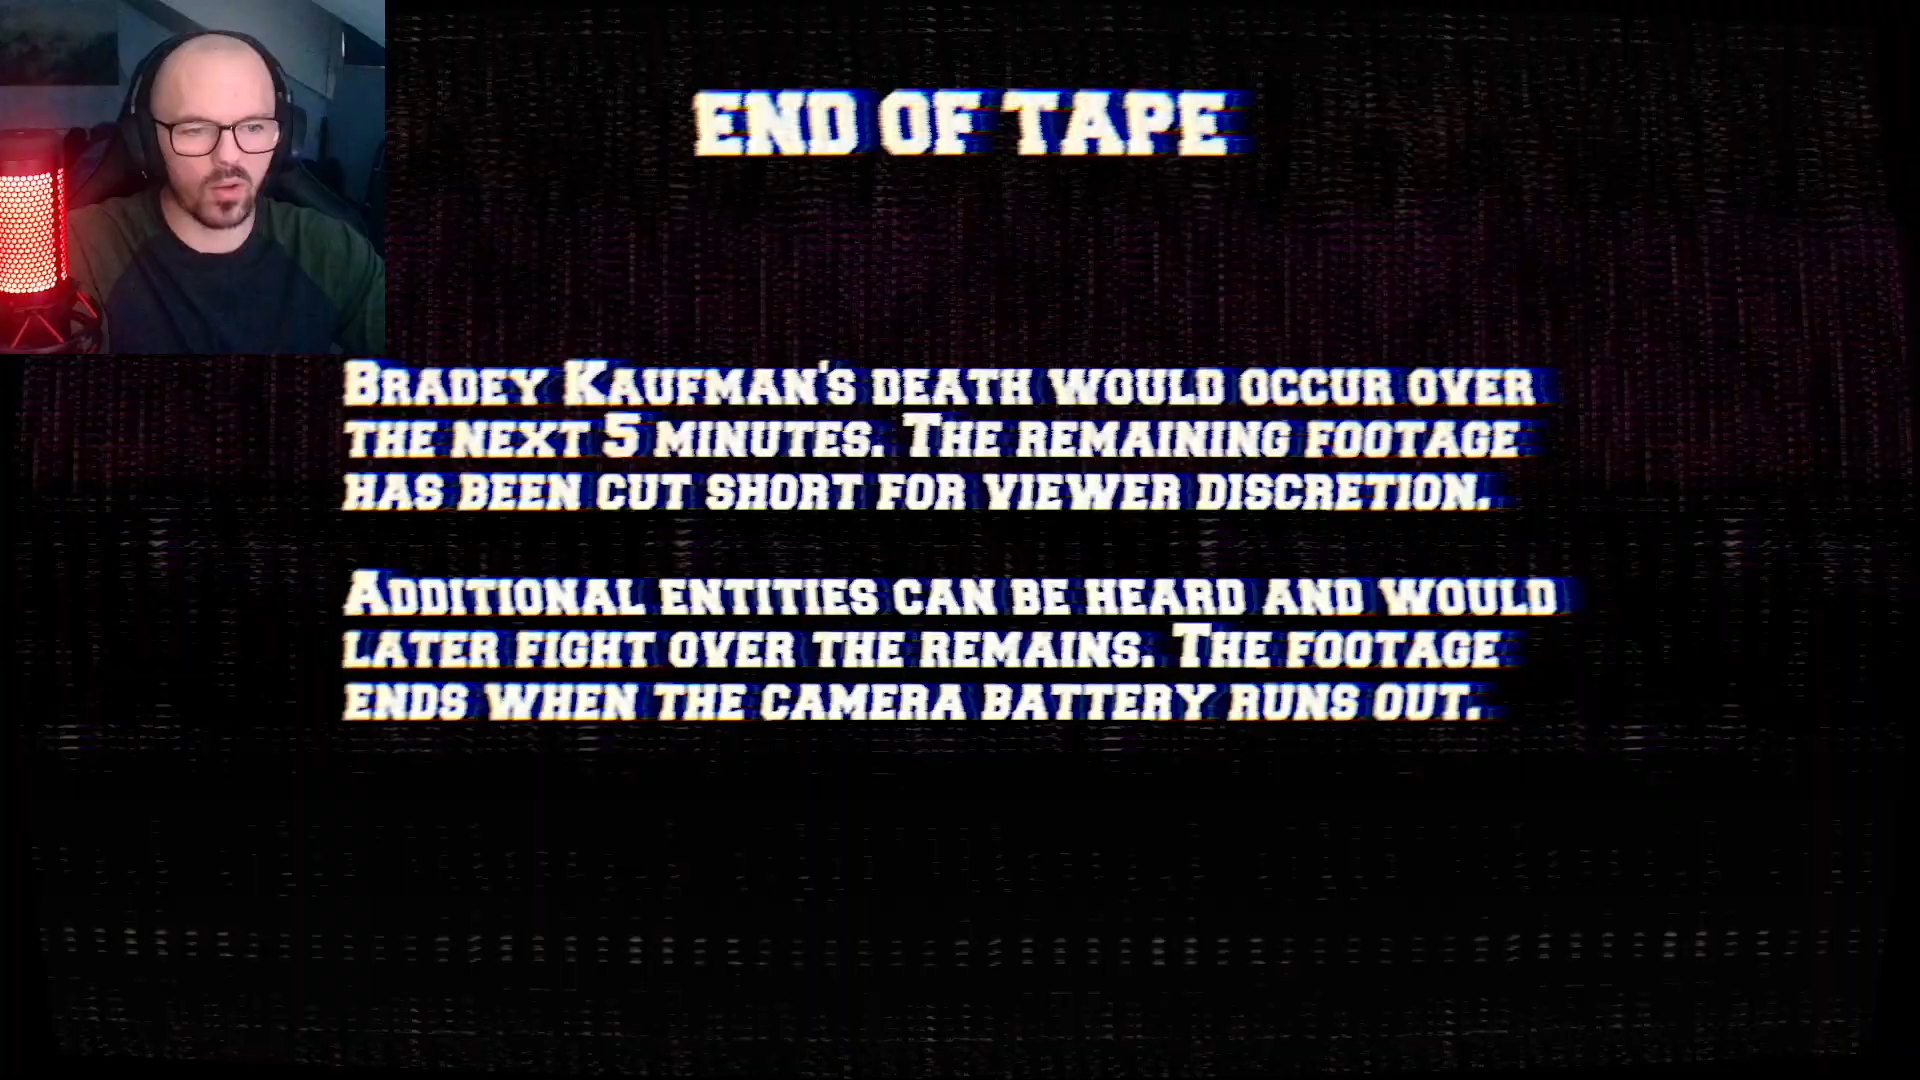 END OF TAPE
BRADEY KAUFMAN'S DEATH WOULD OCCUR OVER
THE NEXT 5 MINUTES. THE REMAINING FOOTAGE
HAS BEEN CUT SHORT FOR VIEWER DISCRETION.
ADDITIONAL ENTITIES CAN BE HEARD AND WOULD
LATER FIGHT OVER THE REMAINS. THE FOOTAGE
ENDS WHEN THE CAMERA BATTERY RUNS OUT.